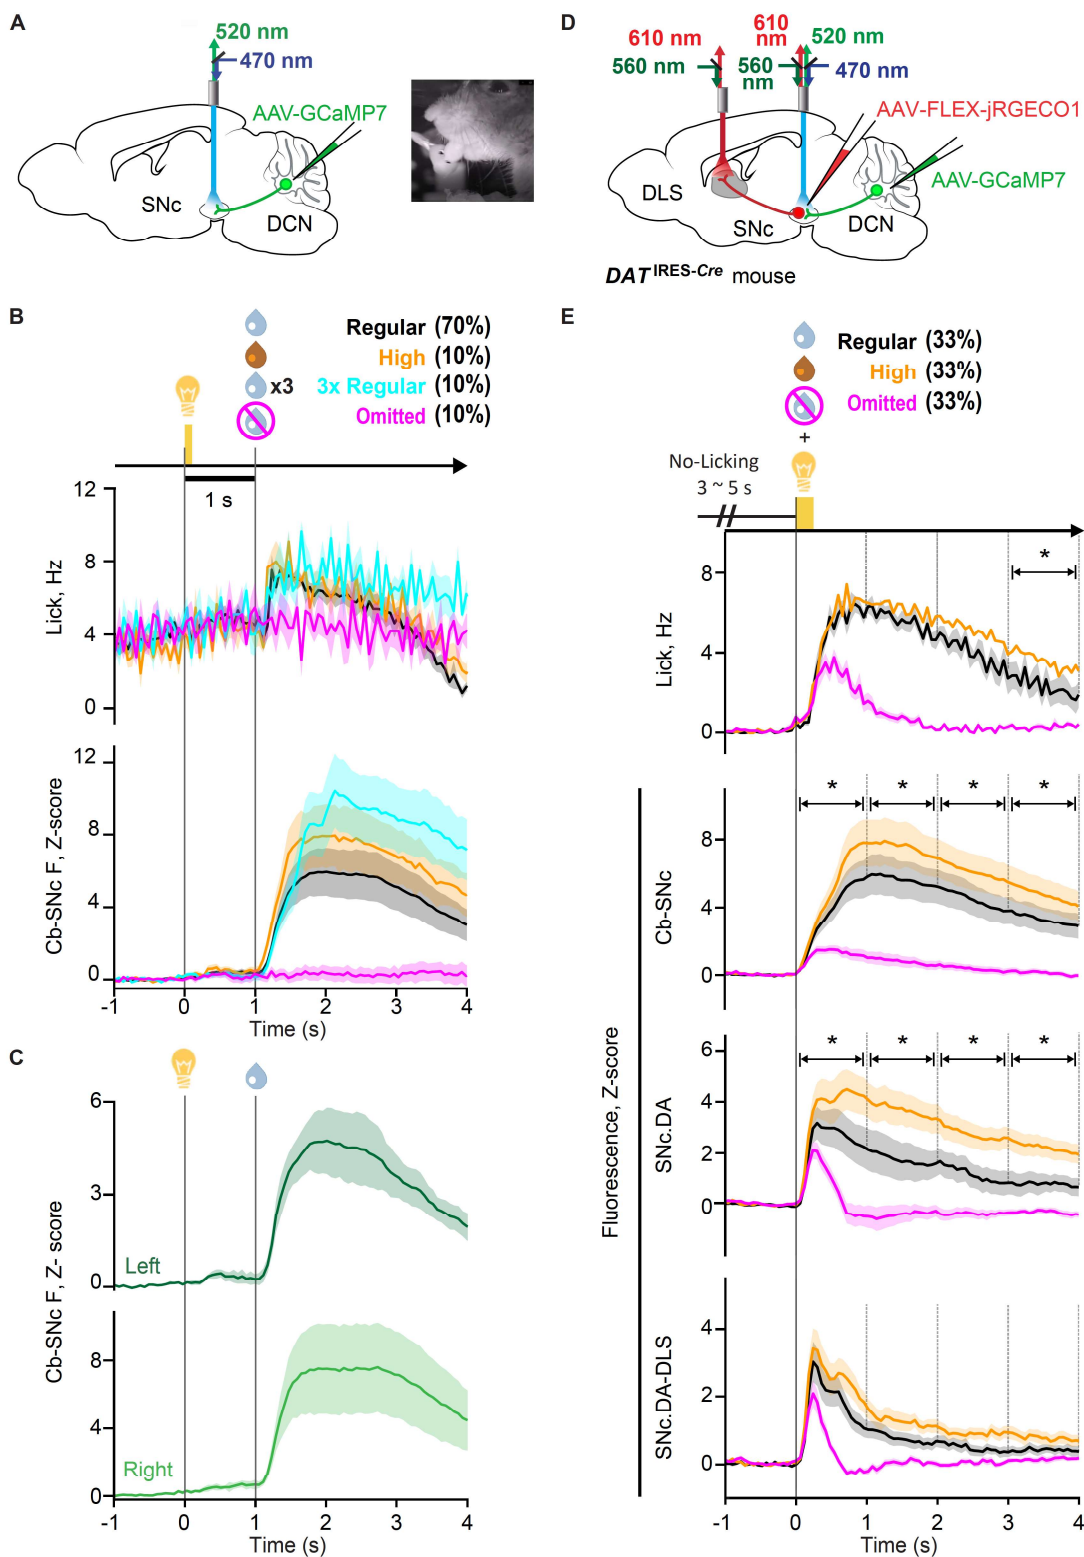 A
520 nm
470 nm
AAV-GCaMP7
SNc
DCN
D
610 nm
610
nm
520 nm
560 nm
560
nm
470 nm
AAV-FLEX-jRGECO1
AAV-GCaMP7
DLS
SNc
DCN
DAT IRES-Cre mouse
B
Regular (70%)
High (10%)
x3 3x Regular (10%)
Omitted (10%)
1 s
12
8
4
0
Lick, Hz
12
8
4
0
Cb-SNc F, Z-score
-1 0 1 2 3 4
Time (s)
C
6
3
0
Left
Cb-SNc F, Z- score
8
4
0
Right
-1 0 1 2 3 4
Time (s)
E
Regular (33%)
High (33%)
Omitted (33%)
+
No-Licking
3 ~ 5 s
*
8
4
0
Lick, Hz
* * * *
8
4
0
Cb-SNc
* * * *
6
4
2
0
SNc.DA
Fluorescence, Z-score
4
2
0
SNc.DA-DLS
-1 0 1 2 3 4
Time (s)